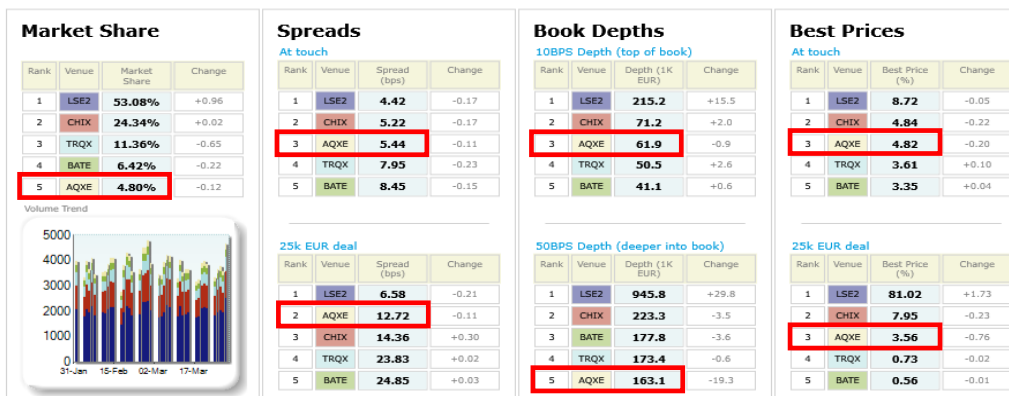 Market Share
Rank Venue Market Share Change
1 LSE2 53.08% +0.96
2 CHIX 24.34% +0.02
3 TRQX 11.36% -0.65
4 BATE 6.42% -0.22
5 AQXE 4.80% -0.12
Volume Trend
5000
4000
3000
2000
1000
0
31-Jan 15-Feb 02-Mar 17-Mar
Spreads
At touch
Rank Venue Spread (bps) Change
1 LSE2 4.42 -0.17
2 CHIX 5.22 -0.17
3 AQXE 5.44 -0.11
4 TRQX 7.95 -0.23
5 BATE 8.45 -0.15
25k EUR deal
Rank Venue Spread (bps) Change
1 LSE2 6.58 -0.21
2 AQXE 12.72 -0.11
3 CHIX 14.36 +0.30
4 TRQX 23.83 +0.02
5 BATE 24.85 +0.03
Book Depths
10BPS Depth (top of book)
Rank Venue Depth (1K EUR) Change
1 LSE2 215.2 +15.5
2 CHIX 71.2 +2.0
3 AQXE 61.9 -0.9
4 TRQX 50.5 +2.6
5 BATE 41.1 +0.6
50BPS Depth (deeper into book)
Rank Venue Depth (1K EUR) Change
1 LSE2 945.8 +29.8
2 CHIX 223.3 -3.5
3 BATE 177.8 -3.6
4 TRQX 173.4 -0.6
5 AQXE 163.1 -19.3
Best Prices
At touch
Rank Venue Best Price (%) Change
1 LSE2 8.72 -0.05
2 CHIX 4.84 -0.22
3 AQXE 4.82 -0.20
4 TRQX 3.61 +0.10
5 BATE 3.35 +0.04
25k EUR deal
Rank Venue Best Price (%) Change
1 LSE2 81.02 +1.73
2 CHIX 7.95 -0.23
3 AQXE 3.56 -0.76
4 TRQX 0.73 -0.02
5 BATE 0.56 -0.01